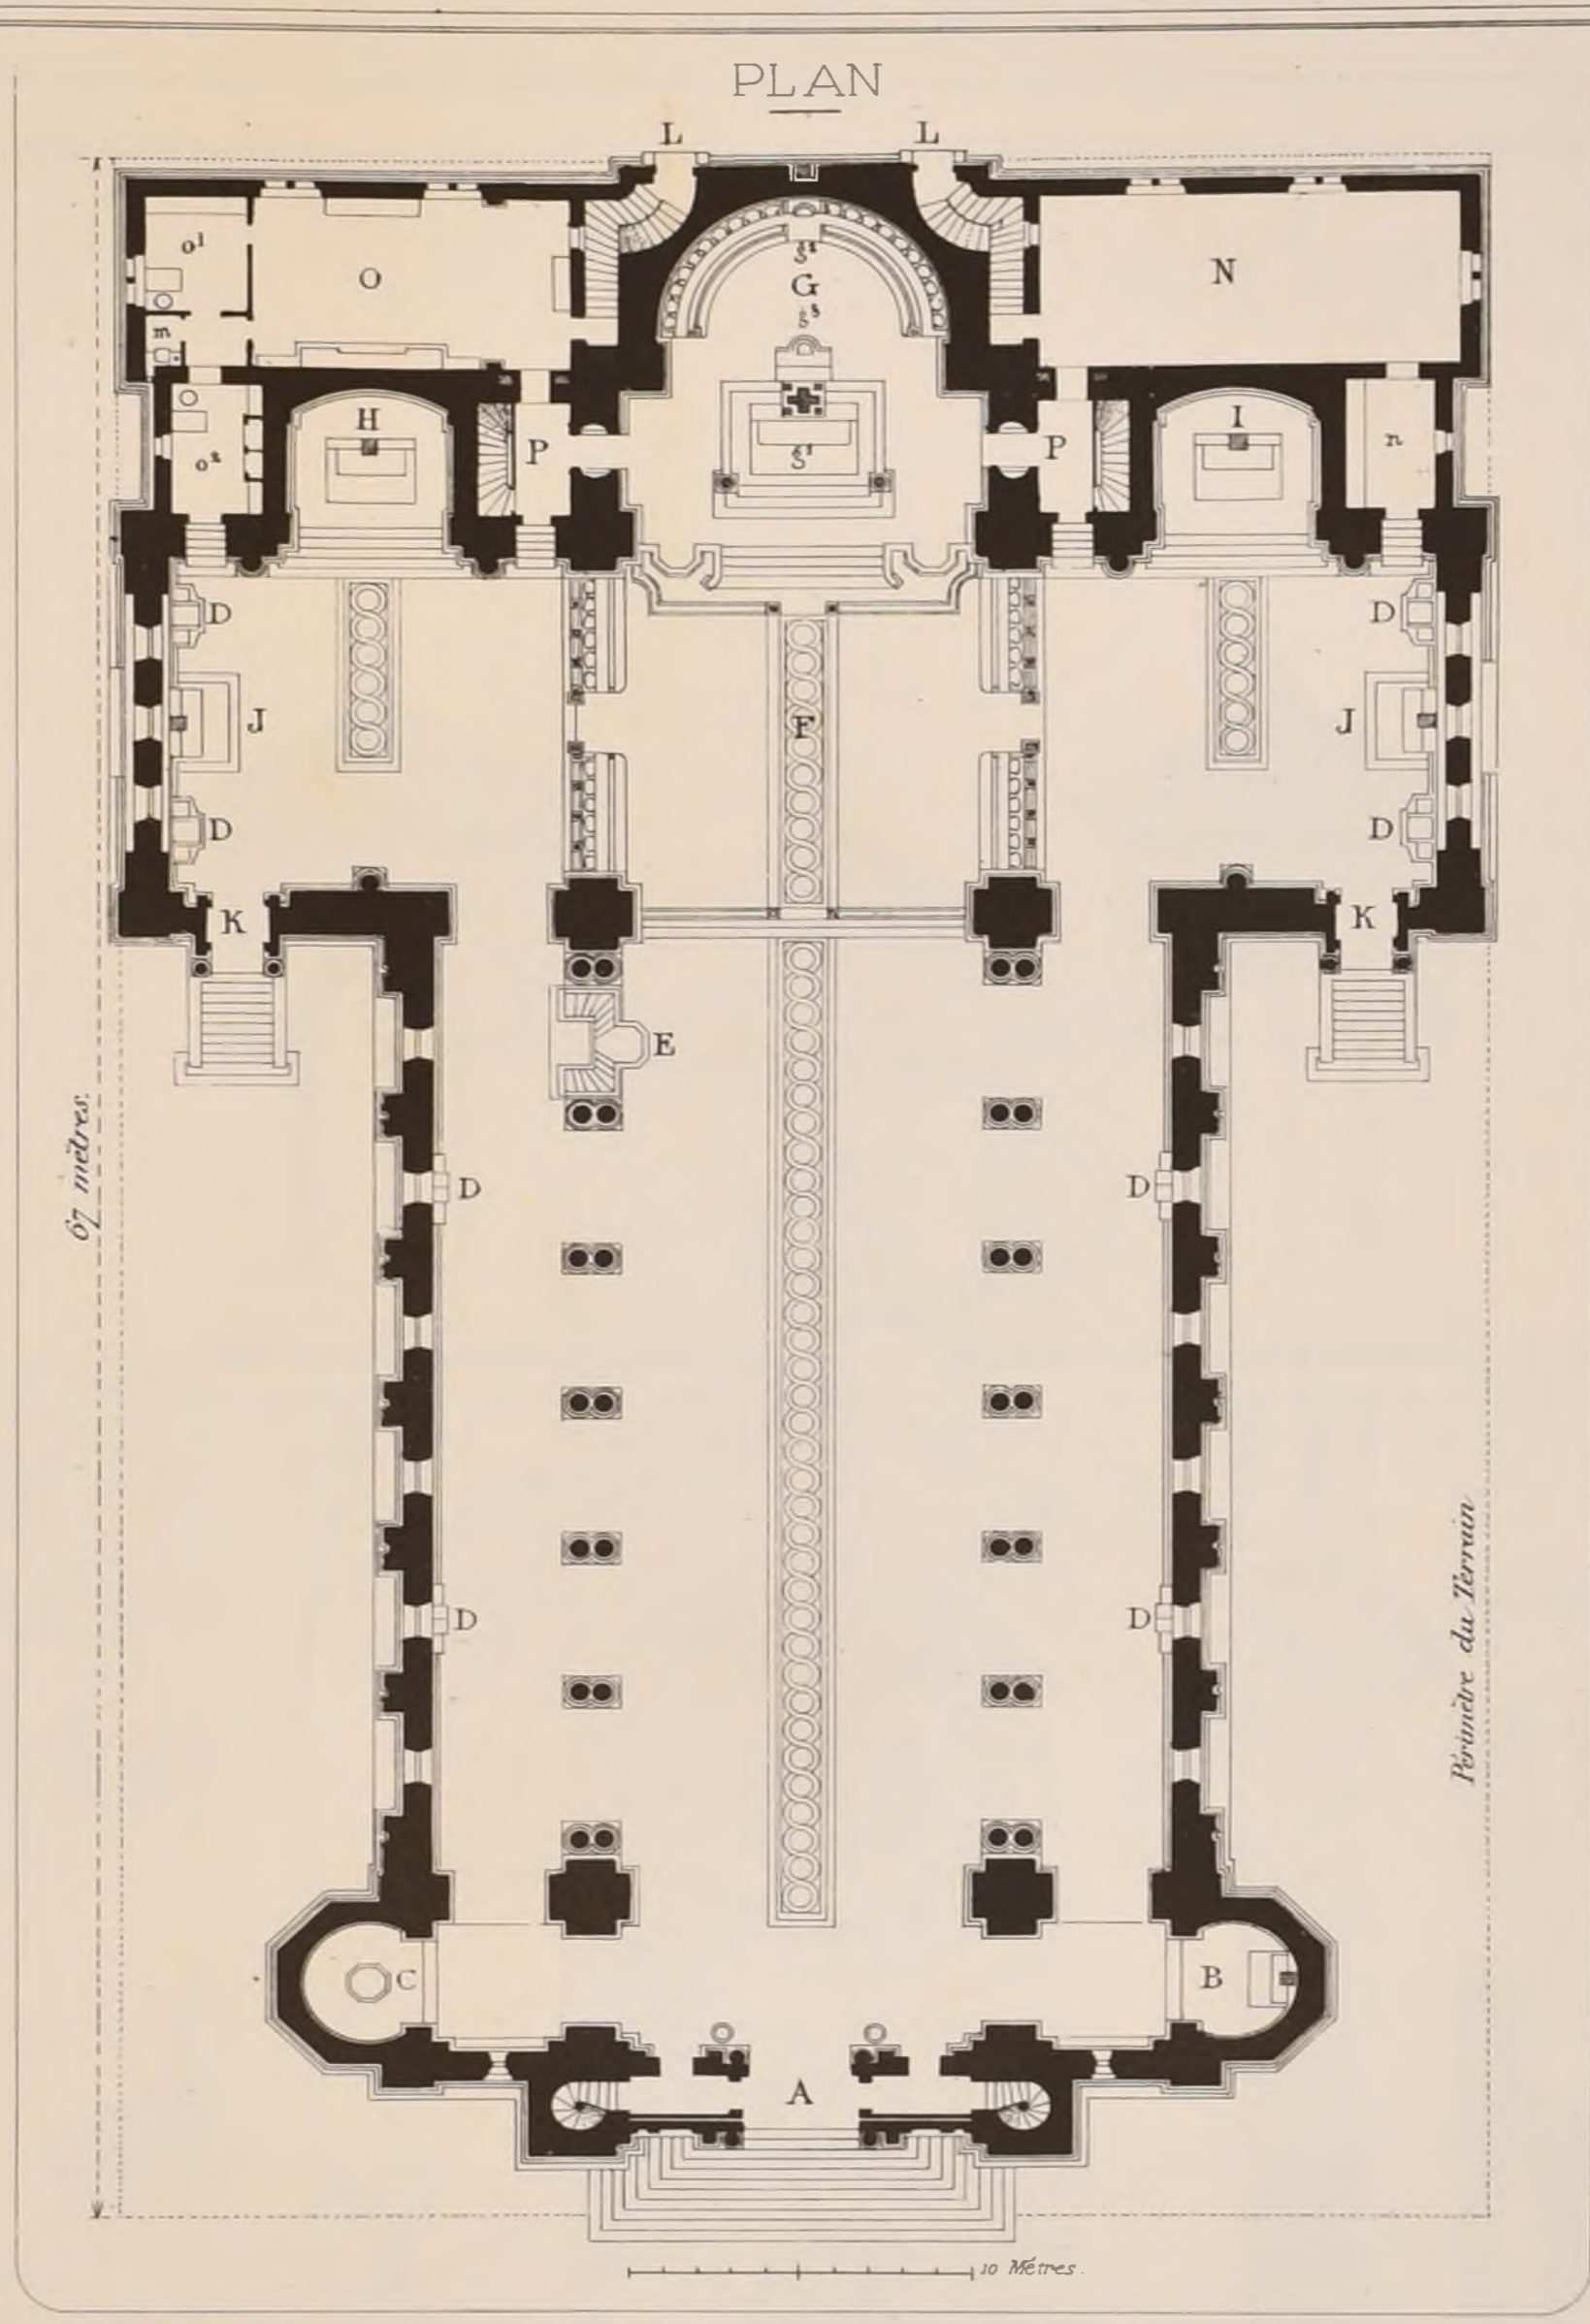 PLAN
L L
o¹ O g² G g³ N
m
H I
o² P g¹ P n
D D
J F J
D D
K K
E
67 mètres.
D D
D D
Périmètre du Terrain
C B
A
10 Mètres.